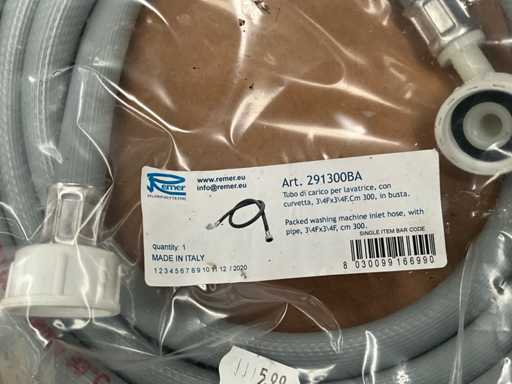 Remer
www.remer.eu
info@remer.eu
Art. 291300BA
Tubo di carico per lavatrice, con
curvetta, 3\4Fx3\4F.Cm 300, in busta.
Packed washing machine inlet hose, with
pipe, 3\4Fx3\4F, cm 300.
SINGLE ITEM BAR CODE
Quantity: 1
MADE IN ITALY
1 2 3 4 5 6 7 8 9 10 11 12 / 2020
8 030099 166990